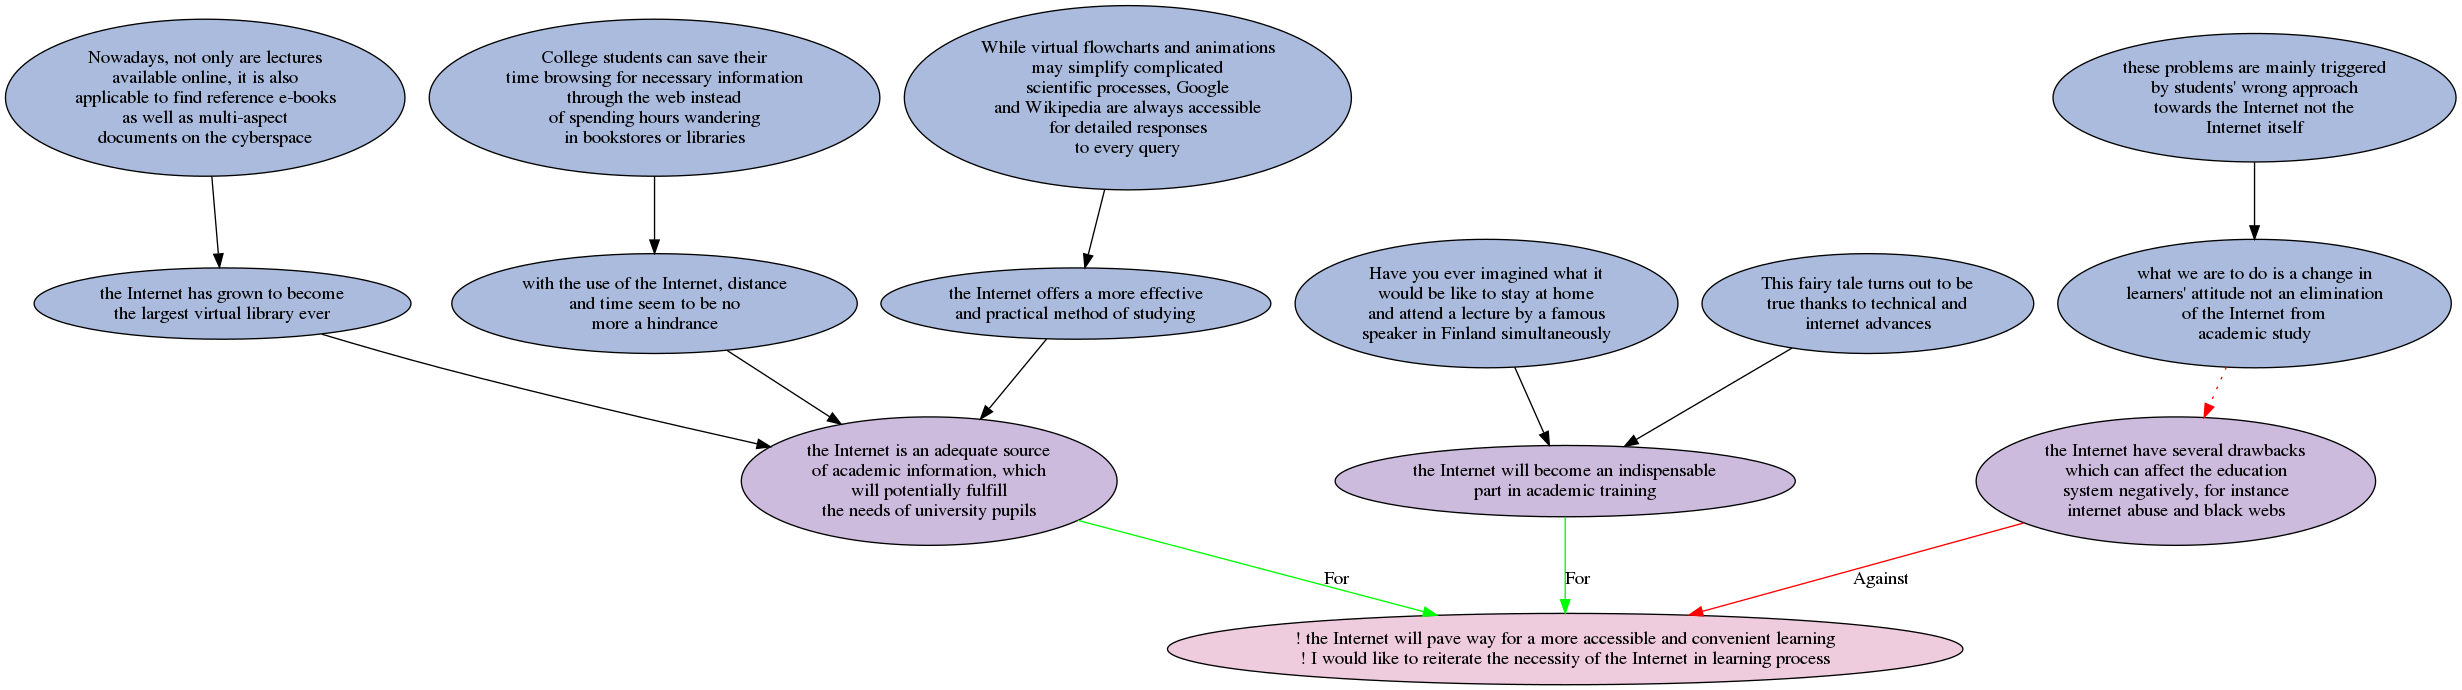 Nowadays, not only are lectures
available online, it is also
applicable to find reference e-books
as well as multi-aspect
documents on the cyberspace
College students can save their
time browsing for necessary information
through the web instead
of spending hours wandering
in bookstores or libraries
While virtual flowcharts and animations
may simplify complicated
scientific processes, Google
and Wikipedia are always accessible
for detailed responses
to every query
these problems are mainly triggered
by students' wrong approach
towards the Internet not the
Internet itself
the Internet has grown to become
the largest virtual library ever
with the use of the Internet, distance
and time seem to be no
more a hindrance
the Internet offers a more effective
and practical method of studying
Have you ever imagined what it
would be like to stay at home
and attend a lecture by a famous
speaker in Finland simultaneously
This fairy tale turns out to be
true thanks to technical and
internet advances
what we are to do is a change in
learners' attitude not an elimination
of the Internet from
academic study
the Internet is an adequate source
of academic information, which
will potentially fulfill
the needs of university pupils
the Internet will become an indispensable
part in academic training
the Internet have several drawbacks
which can affect the education
system negatively, for instance
internet abuse and black webs
For
For
Against
! the Internet will pave way for a more accessible and convenient learning
! I would like to reiterate the necessity of the Internet in learning process